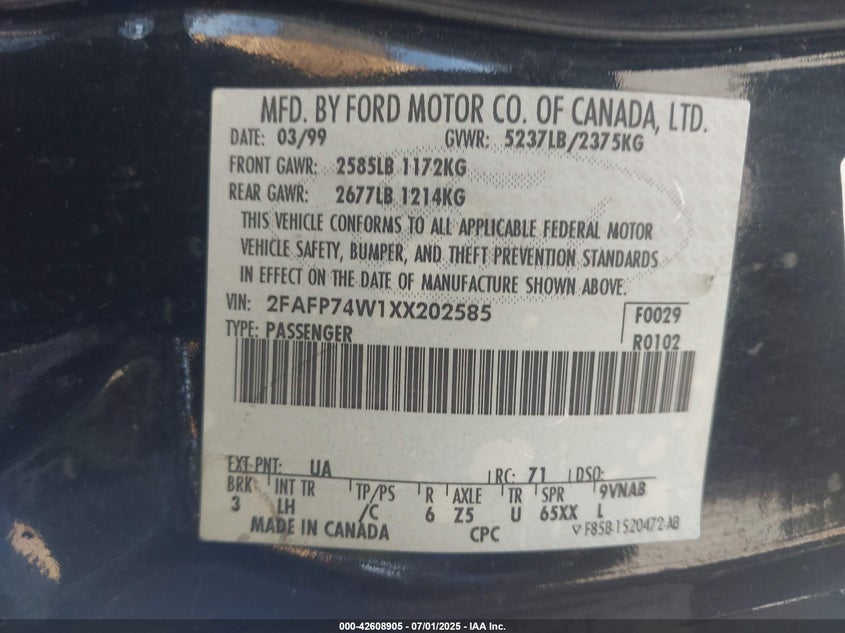 MFD. BY FORD MOTOR CO. OF CANADA, LTD.
DATE: 03/99 GVWR: 5237LB/2375KG
FRONT GAWR: 2585LB 1172KG
REAR GAWR: 2677LB 1214KG
THIS VEHICLE CONFORMS TO ALL APPLICABLE FEDERAL MOTOR
VEHICLE SAFETY, BUMPER, AND THEFT PREVENTION STANDARDS
IN EFFECT ON THE DATE OF MANUFACTURE SHOWN ABOVE.
VIN: 2FAFP74W1XX202585 F0029
TYPE: PASSENGER R0102
EXT PNT: UA RC: 71 DSO:
BRK INT TR TP/PS R AXLE TR SPR 9VNAB
3 LH /C 6 Z5 U 65XX L
MADE IN CANADA CPC F85B-1520472-AB
000-42608905 - 07/01/2025 - IAA Inc.